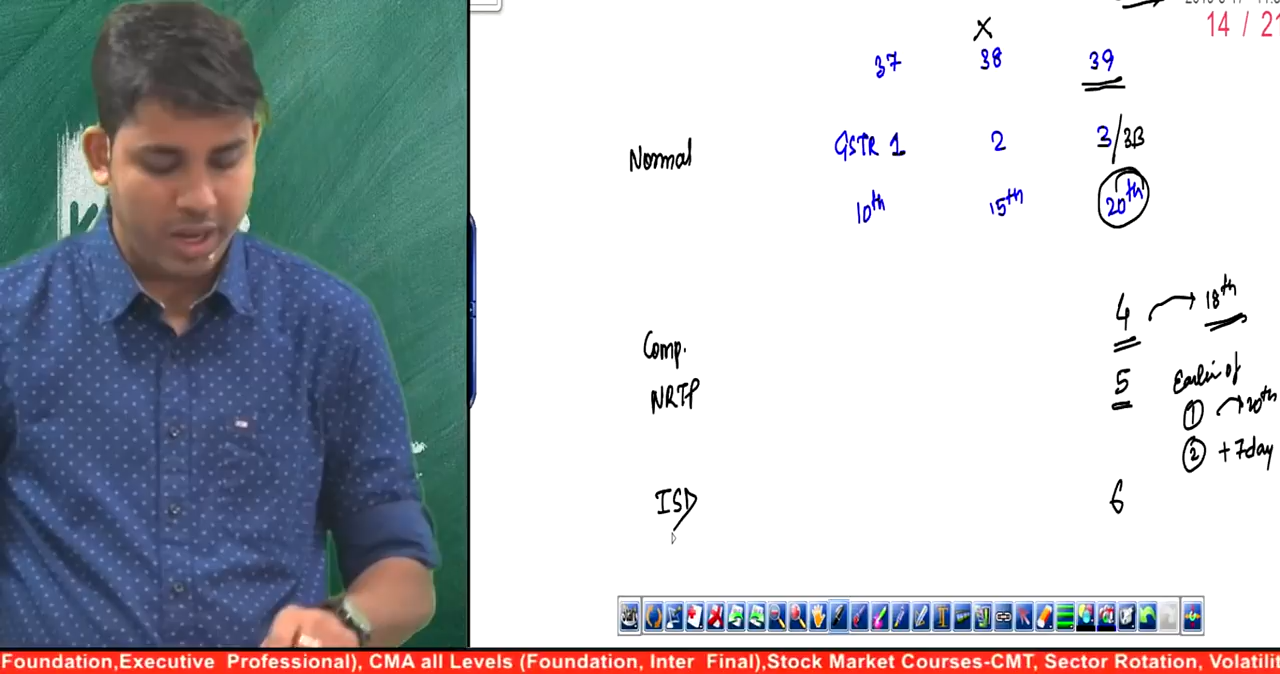 14 / 21
X
37 38 39
Normal GSTR 1 2 3/3B
10th 15th 20th
4 → 18th
Comp.
NRTP 5 Earlier of
① → 20th
② +7day
ISD 6
Foundation,Executive Professional), CMA all Levels (Foundation, Inter Final),Stock Market Courses-CMT, Sector Rotation, Volatilit